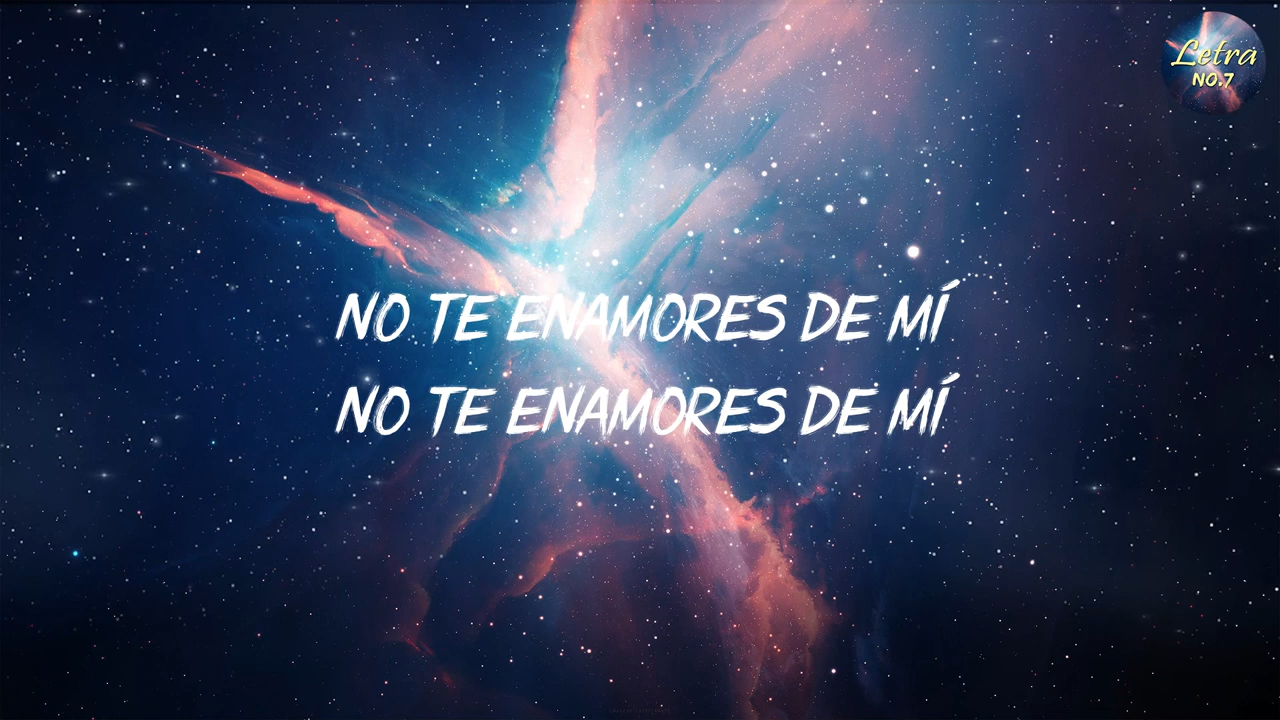 Letra
NO.7
NO TE ENAMORES DE MÍ
NO TE ENAMORES DE MÍ